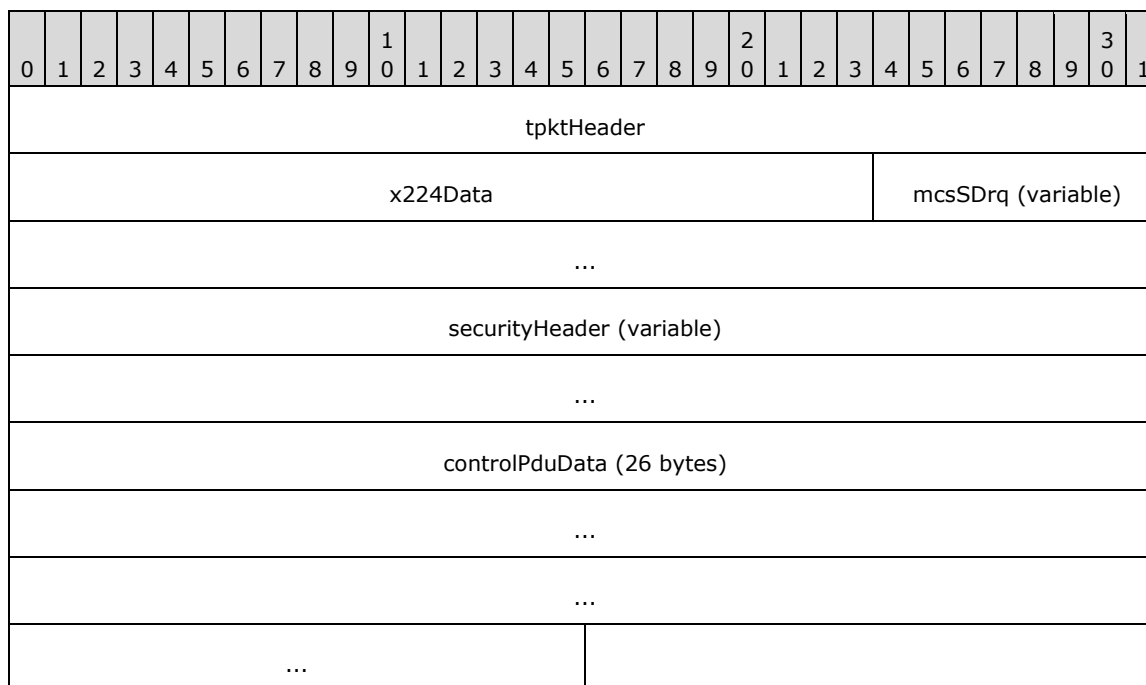 1 2 3
0 1 2 3 4 5 6 7 8 9 0 1 2 3 4 5 6 7 8 9 0 1 2 3 4 5 6 7 8 9 0 1
tpktHeader
x224Data mcsSDrq (variable)
...
securityHeader (variable)
...
controlPduData (26 bytes)
...
...
...